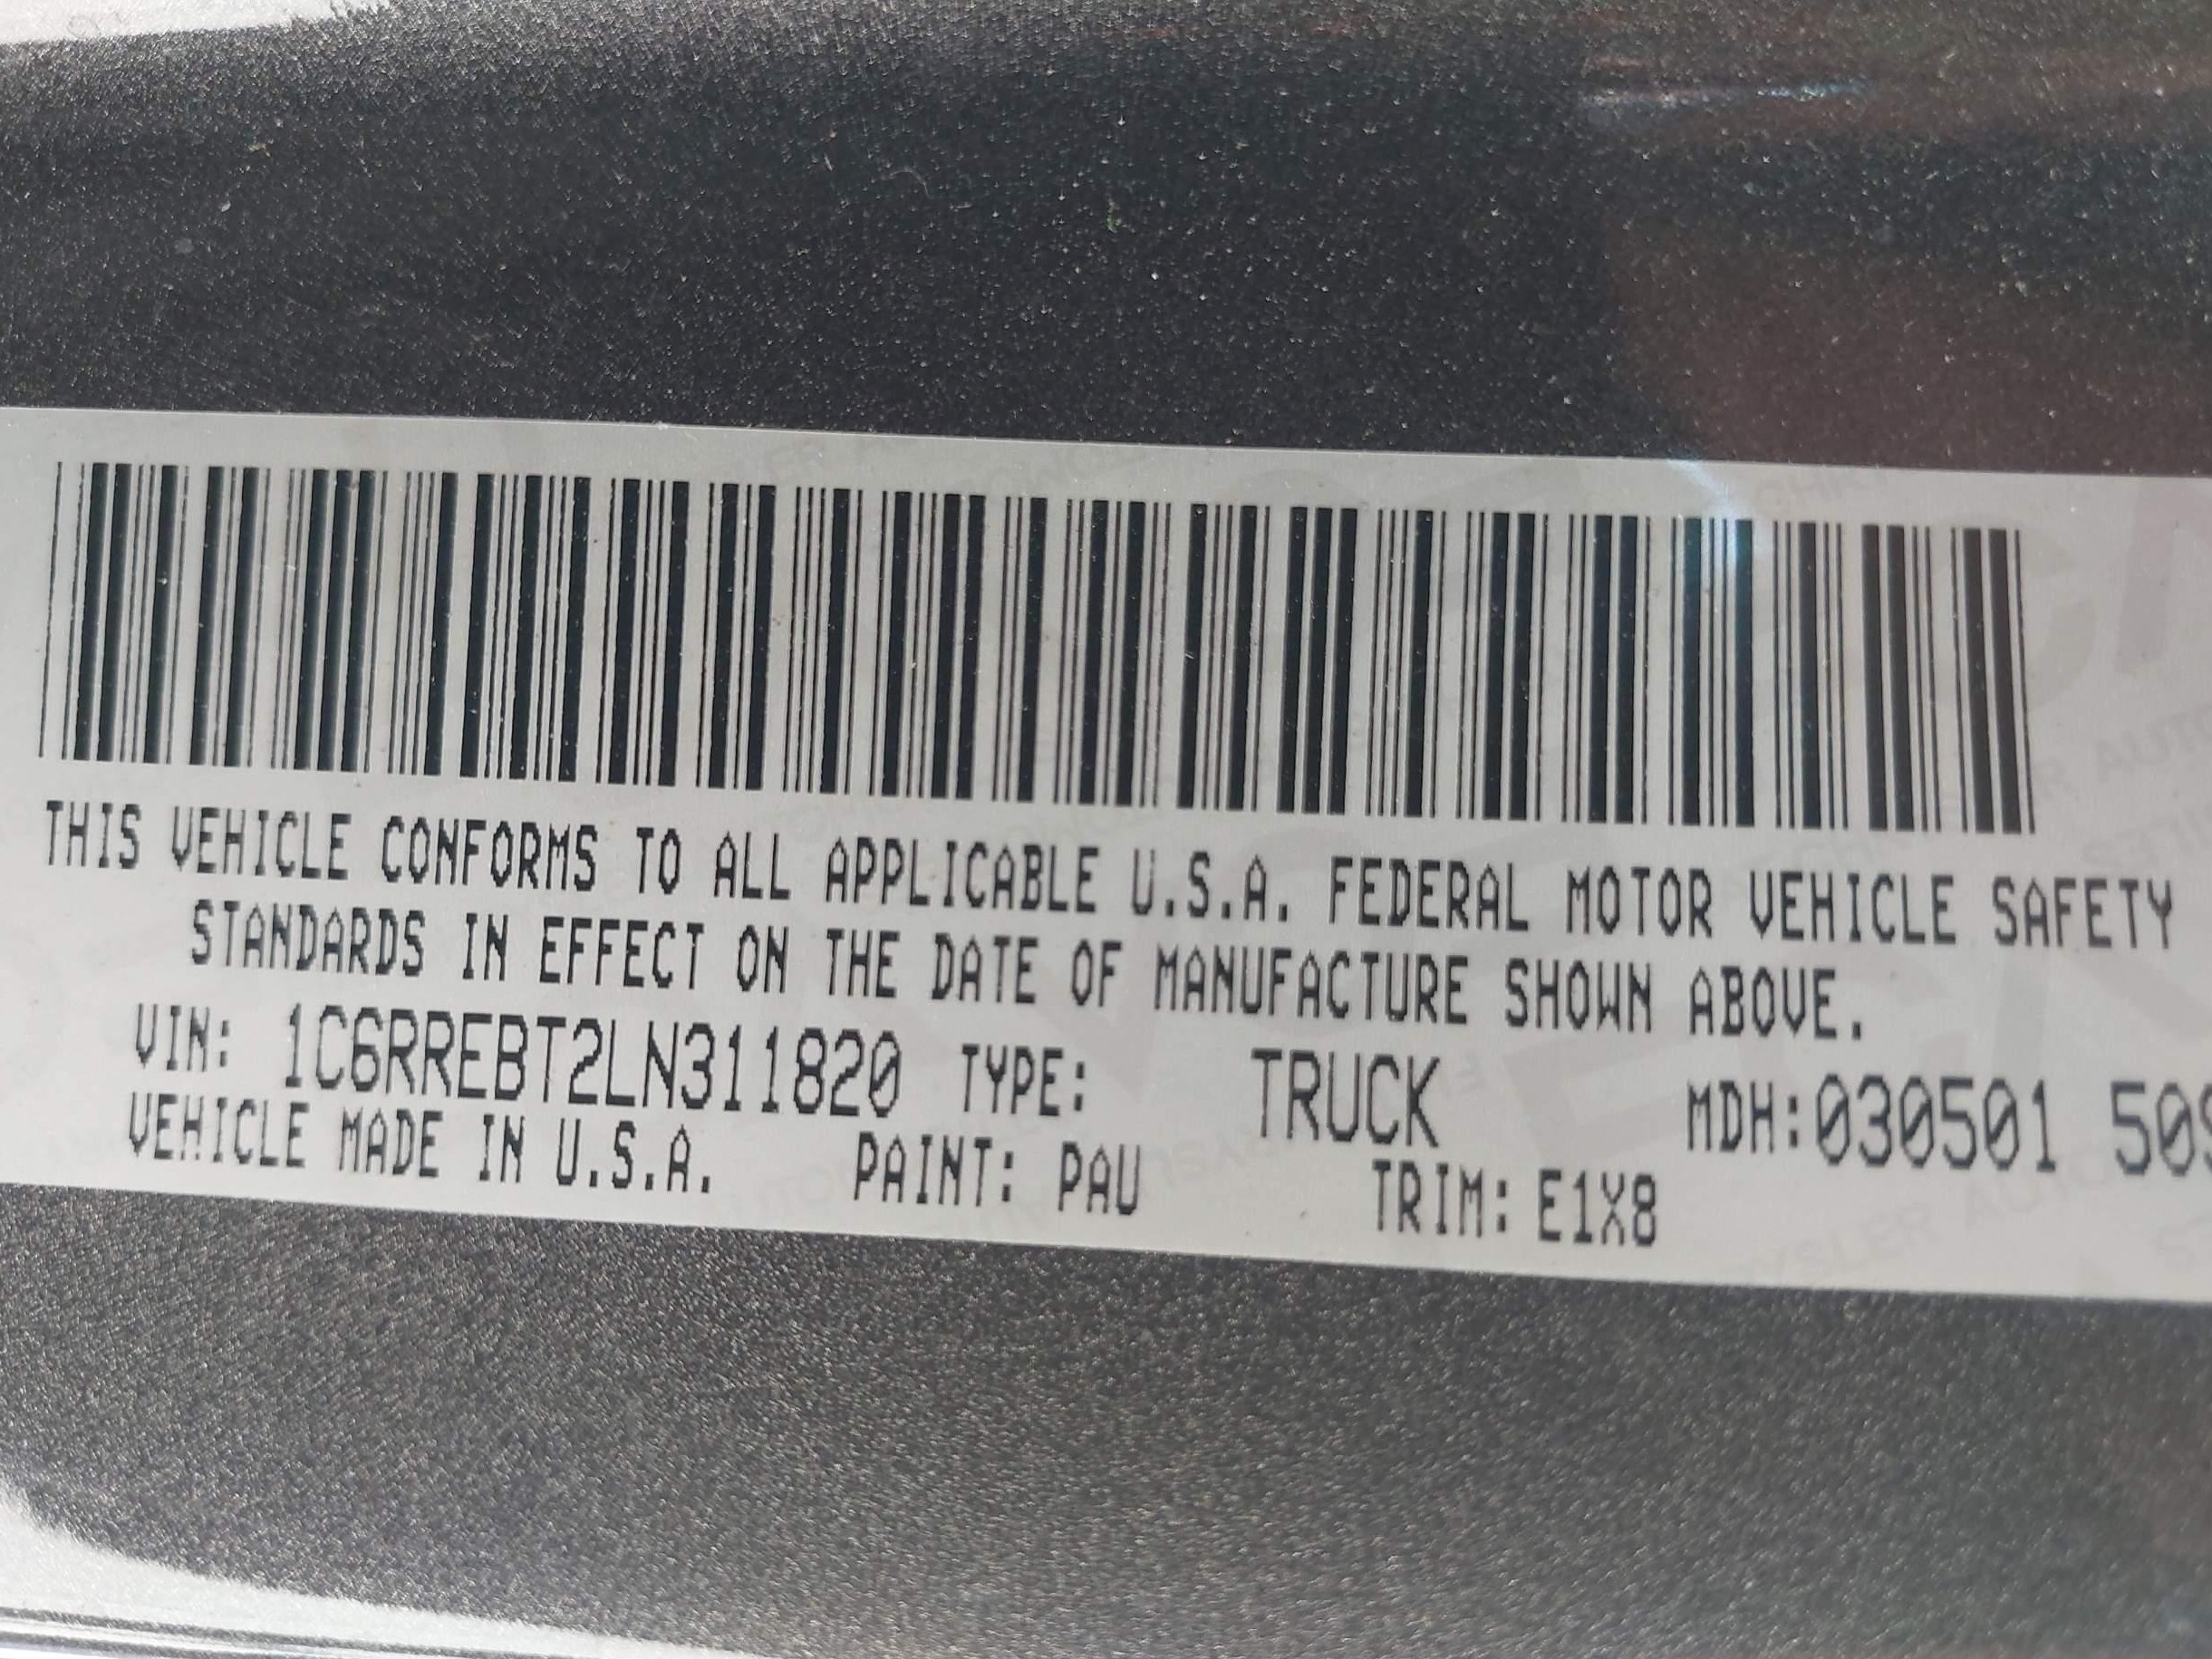 THIS VEHICLE CONFORMS TO ALL APPLICABLE U.S.A. FEDERAL MOTOR VEHICLE SAFETY
STANDARDS IN EFFECT ON THE DATE OF MANUFACTURE SHOWN ABOVE.
VIN: 1C6RREBT2LN311820 TYPE: TRUCK MDH:030501 509
VEHICLE MADE IN U.S.A. PAINT: PAU TRIM: E1X8